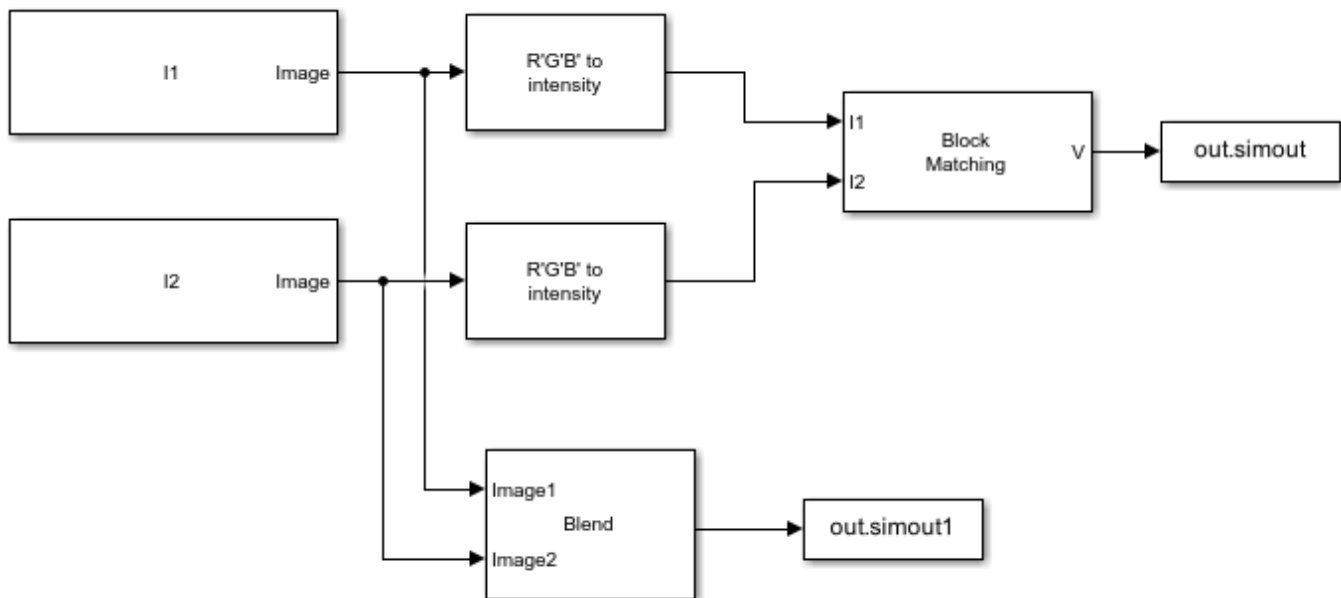 I1
Image
R'G'B' to
intensity
I1
I2
Block
Matching
V
out.simout
I2
Image
R'G'B' to
intensity
Image1
Blend
Image2
out.simout1